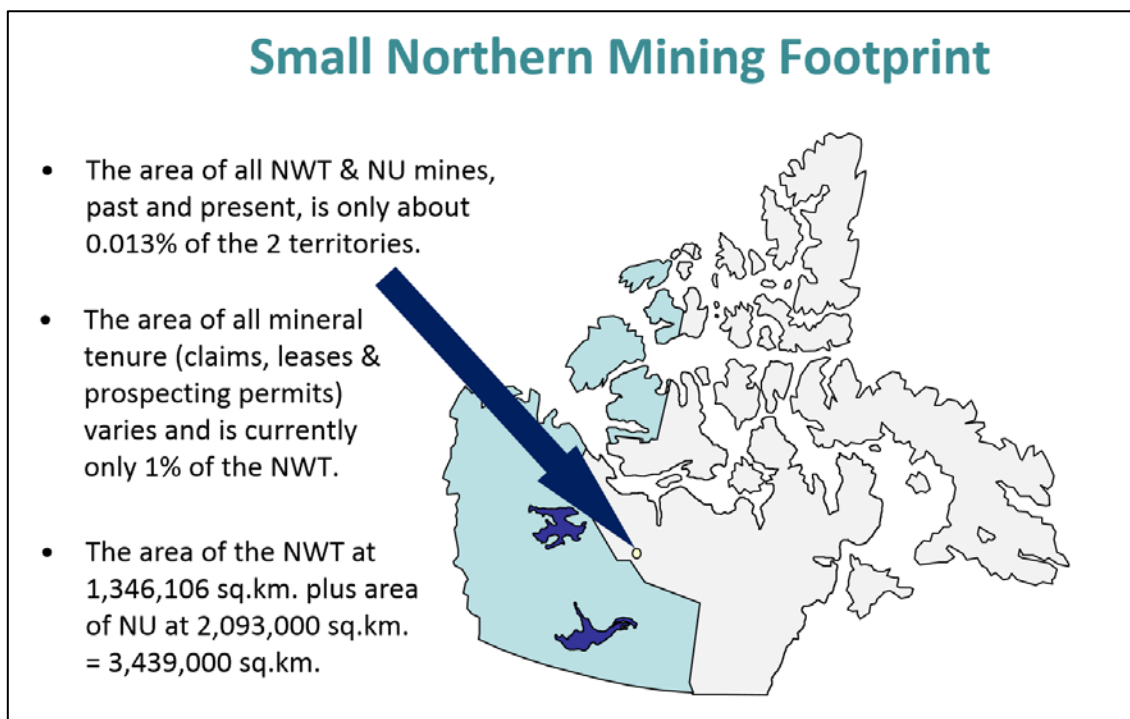 Small Northern Mining Footprint
• The area of all NWT & NU mines,
past and present, is only about
0.013% of the 2 territories.
• The area of all mineral
tenure (claims, leases &
prospecting permits)
varies and is currently
only 1% of the NWT.
• The area of the NWT at
1,346,106 sq.km. plus area
of NU at 2,093,000 sq.km.
= 3,439,000 sq.km.